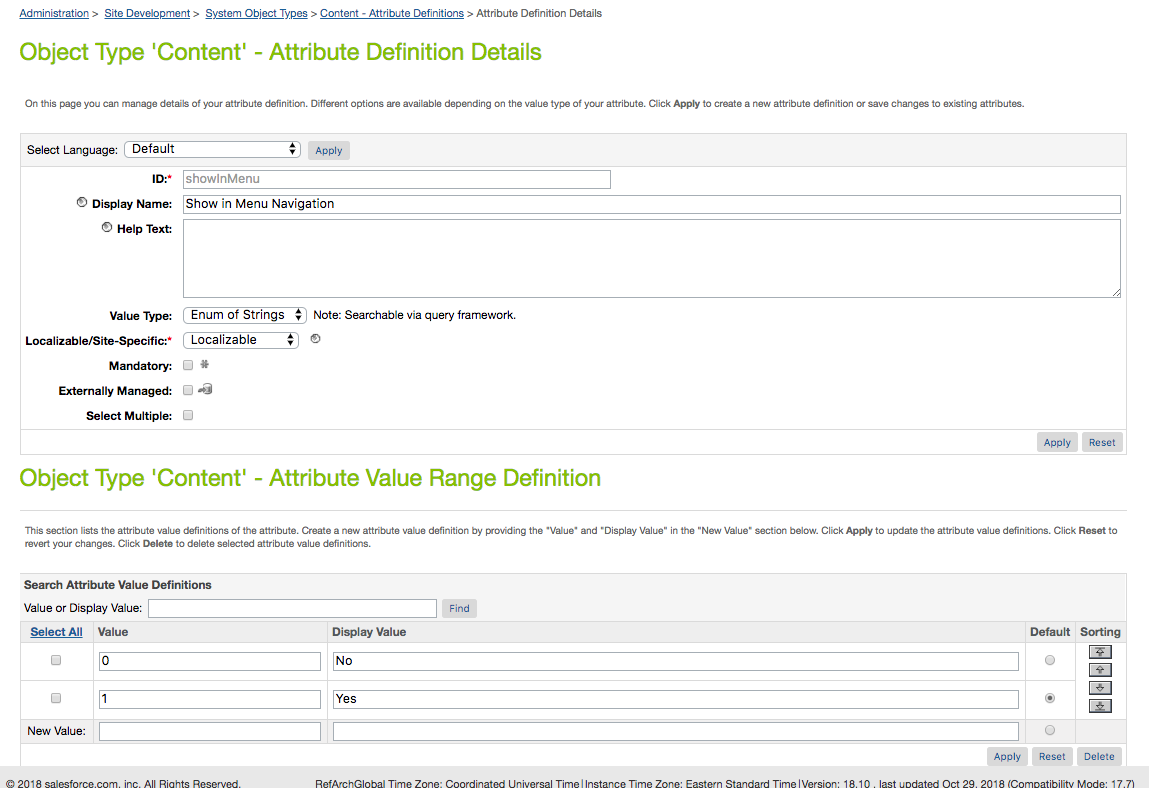 Administration > Site Development > System Object Types > Content - Attribute Definitions > Attribute Definition Details
Object Type 'Content' - Attribute Definition Details
On this page you can manage details of your attribute definition. Different options are available depending on the value type of your attribute. Click Apply to create a new attribute definition or save changes to existing attributes.
Select Language: Default Apply
ID:* showInMenu
Display Name: Show in Menu Navigation
Help Text:
Value Type: Enum of Strings Note: Searchable via query framework.
Localizable/Site-Specific:* Localizable
Mandatory:
Externally Managed:
Select Multiple:
Apply Reset
Object Type 'Content' - Attribute Value Range Definition
This section lists the attribute value definitions of the attribute. Create a new attribute value definition by providing the "Value" and "Display Value" in the "New Value" section below. Click Apply to update the attribute value definitions. Click Reset to
revert your changes. Click Delete to delete selected attribute value definitions.
Search Attribute Value Definitions
Value or Display Value: Find
Select All Value Display Value Default Sorting
0 No
1 Yes
New Value:
Apply Reset Delete
© 2018 salesforce.com, inc. All Rights Reserved. RefArchGlobal Time Zone: Coordinated Universal Time|Instance Time Zone: Eastern Standard Time|Version: 18.10 , last updated Oct 29, 2018 (Compatibility Mode: 17.7)